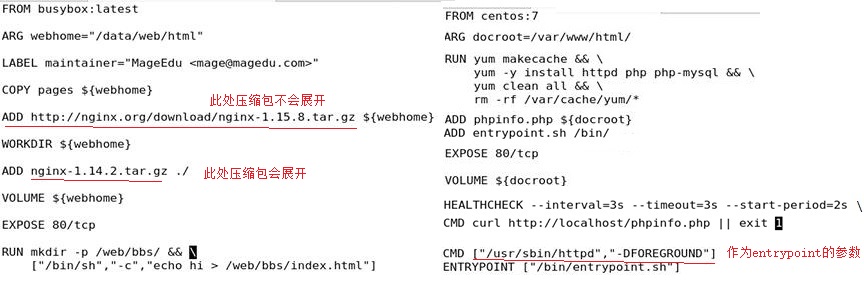 FROM busybox:latest
ARG webhome="/data/web/html"
LABEL maintainer="MageEdu <mage@magedu.com>"
COPY pages ${webhome}
此处压缩包不会展开
ADD http://nginx.org/download/nginx-1.15.8.tar.gz ${webhome}
WORKDIR ${webhome}
ADD nginx-1.14.2.tar.gz ./ 此处压缩包会展开
VOLUME ${webhome}
EXPOSE 80/tcp
RUN mkdir -p /web/bbs/ && \
["/bin/sh","-c","echo hi > /web/bbs/index.html"]
FROM centos:7
ARG docroot=/var/www/html/
RUN yum makecache && \
yum -y install httpd php php-mysql && \
yum clean all && \
rm -rf /var/cache/yum/*
ADD phpinfo.php ${docroot}
ADD entrypoint.sh /bin/
EXPOSE 80/tcp
VOLUME ${docroot}
HEALTHCHECK --interval=3s --timeout=3s --start-period=2s \
CMD curl http://localhost/phpinfo.php || exit 1
CMD ["/usr/sbin/httpd","-DFOREGROUND"] 作为entrypoint的参数
ENTRYPOINT ["/bin/entrypoint.sh"]